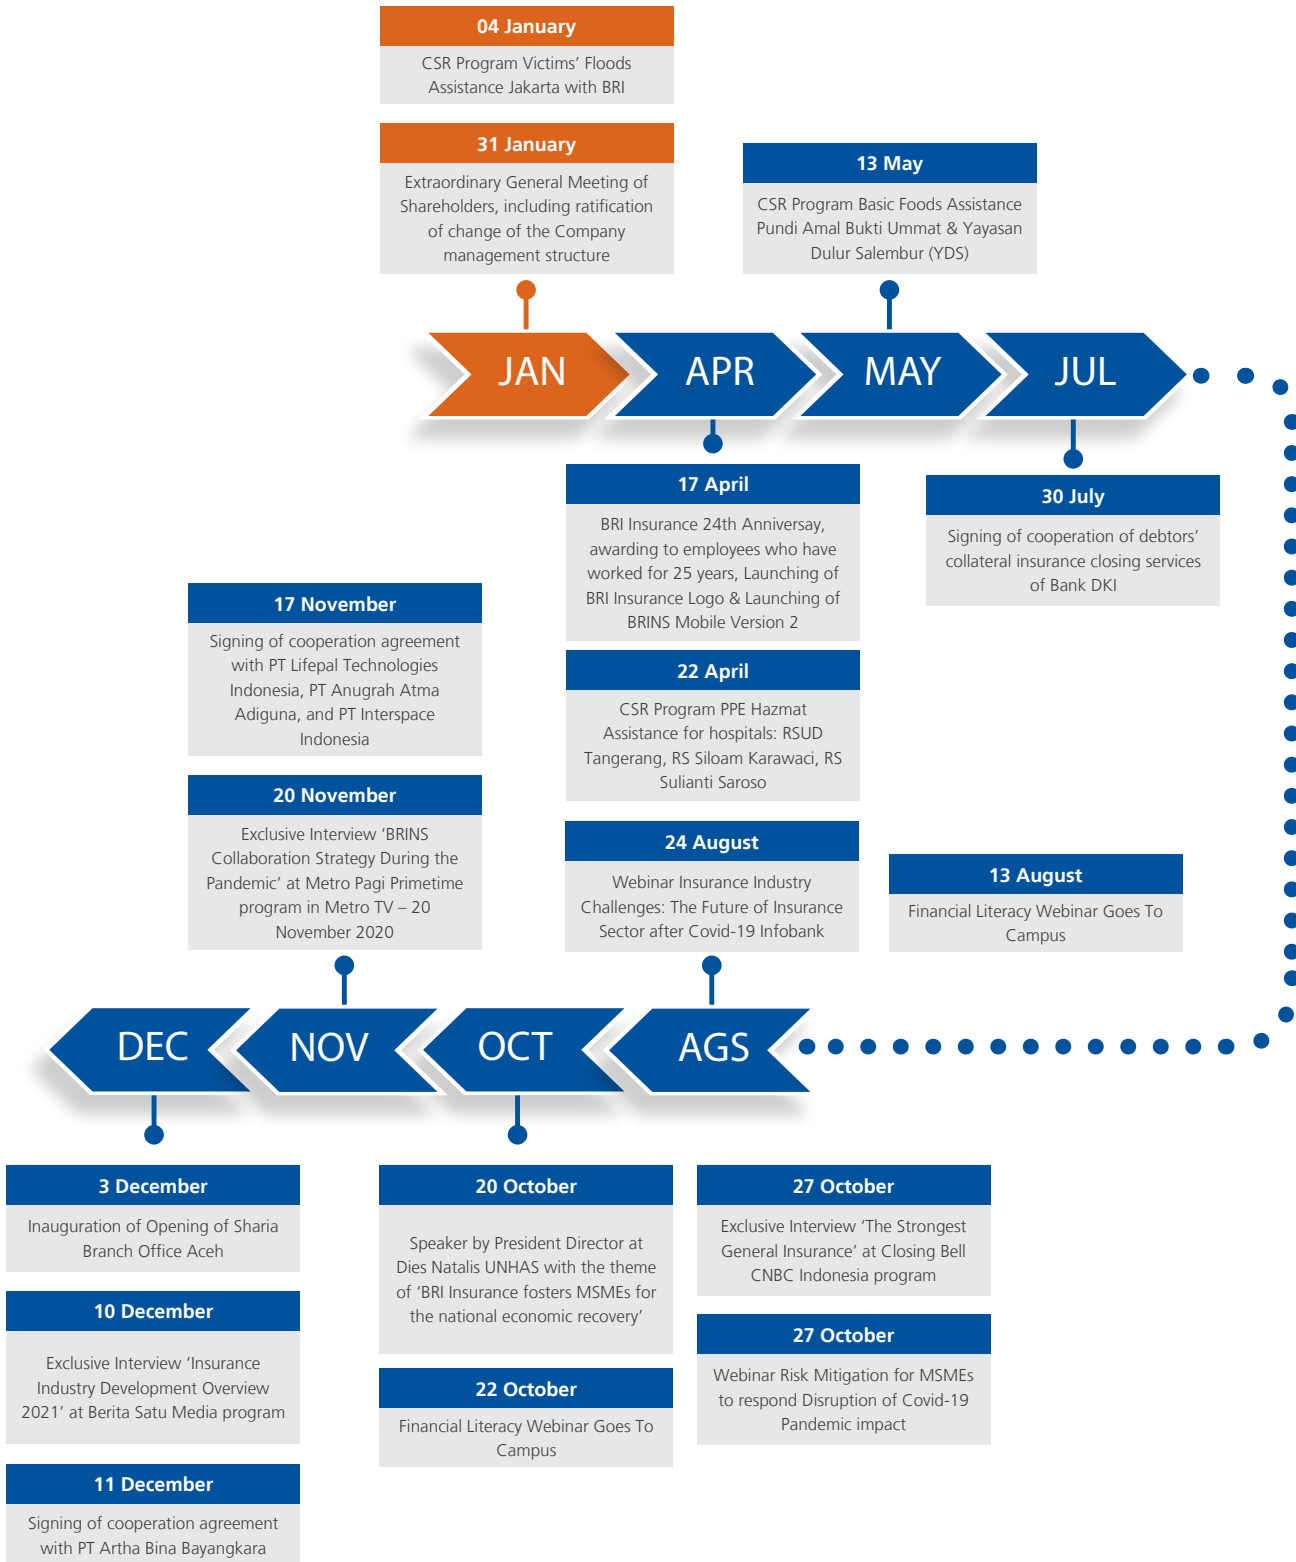 04 January
CSR Program Victims’ Floods
Assistance Jakarta with BRI
31 January
Extraordinary General Meeting of
Shareholders, including ratification
of change of the Company
management structure
13 May
CSR Program Basic Foods Assistance
Pundi Amal Bukti Ummat & Yayasan
Dulur Salembur (YDS)
JAN
APR
MAY
JUL
17 April
BRI Insurance 24th Anniversay,
awarding to employees who have
worked for 25 years, Launching of
BRI Insurance Logo & Launching of
BRINS Mobile Version 2
22 April
CSR Program PPE Hazmat
Assistance for hospitals: RSUD
Tangerang, RS Siloam Karawaci, RS
Sulianti Saroso
30 July
Signing of cooperation of debtors’
collateral insurance closing services
of Bank DKI
17 November
Signing of cooperation agreement
with PT Lifepal Technologies
Indonesia, PT Anugrah Atma
Adiguna, and PT Interspace
Indonesia
20 November
Exclusive Interview ‘BRINS
Collaboration Strategy During the
Pandemic’ at Metro Pagi Primetime
program in Metro TV – 20
November 2020
24 August
Webinar Insurance Industry
Challenges: The Future of Insurance
Sector after Covid-19 Infobank
13 August
Financial Literacy Webinar Goes To
Campus
DEC
NOV
OCT
AGS
3 December
Inauguration of Opening of Sharia
Branch Office Aceh
10 December
Exclusive Interview ‘Insurance
Industry Development Overview
2021’ at Berita Satu Media program
11 December
Signing of cooperation agreement
with PT Artha Bina Bayangkara
20 October
Speaker by President Director at
Dies Natalis UNHAS with the theme
of ‘BRI Insurance fosters MSMEs for
the national economic recovery’
22 October
Financial Literacy Webinar Goes To
Campus
27 October
Exclusive Interview ‘The Strongest
General Insurance’ at Closing Bell
CNBC Indonesia program
27 October
Webinar Risk Mitigation for MSMEs
to respond Disruption of Covid-19
Pandemic impact